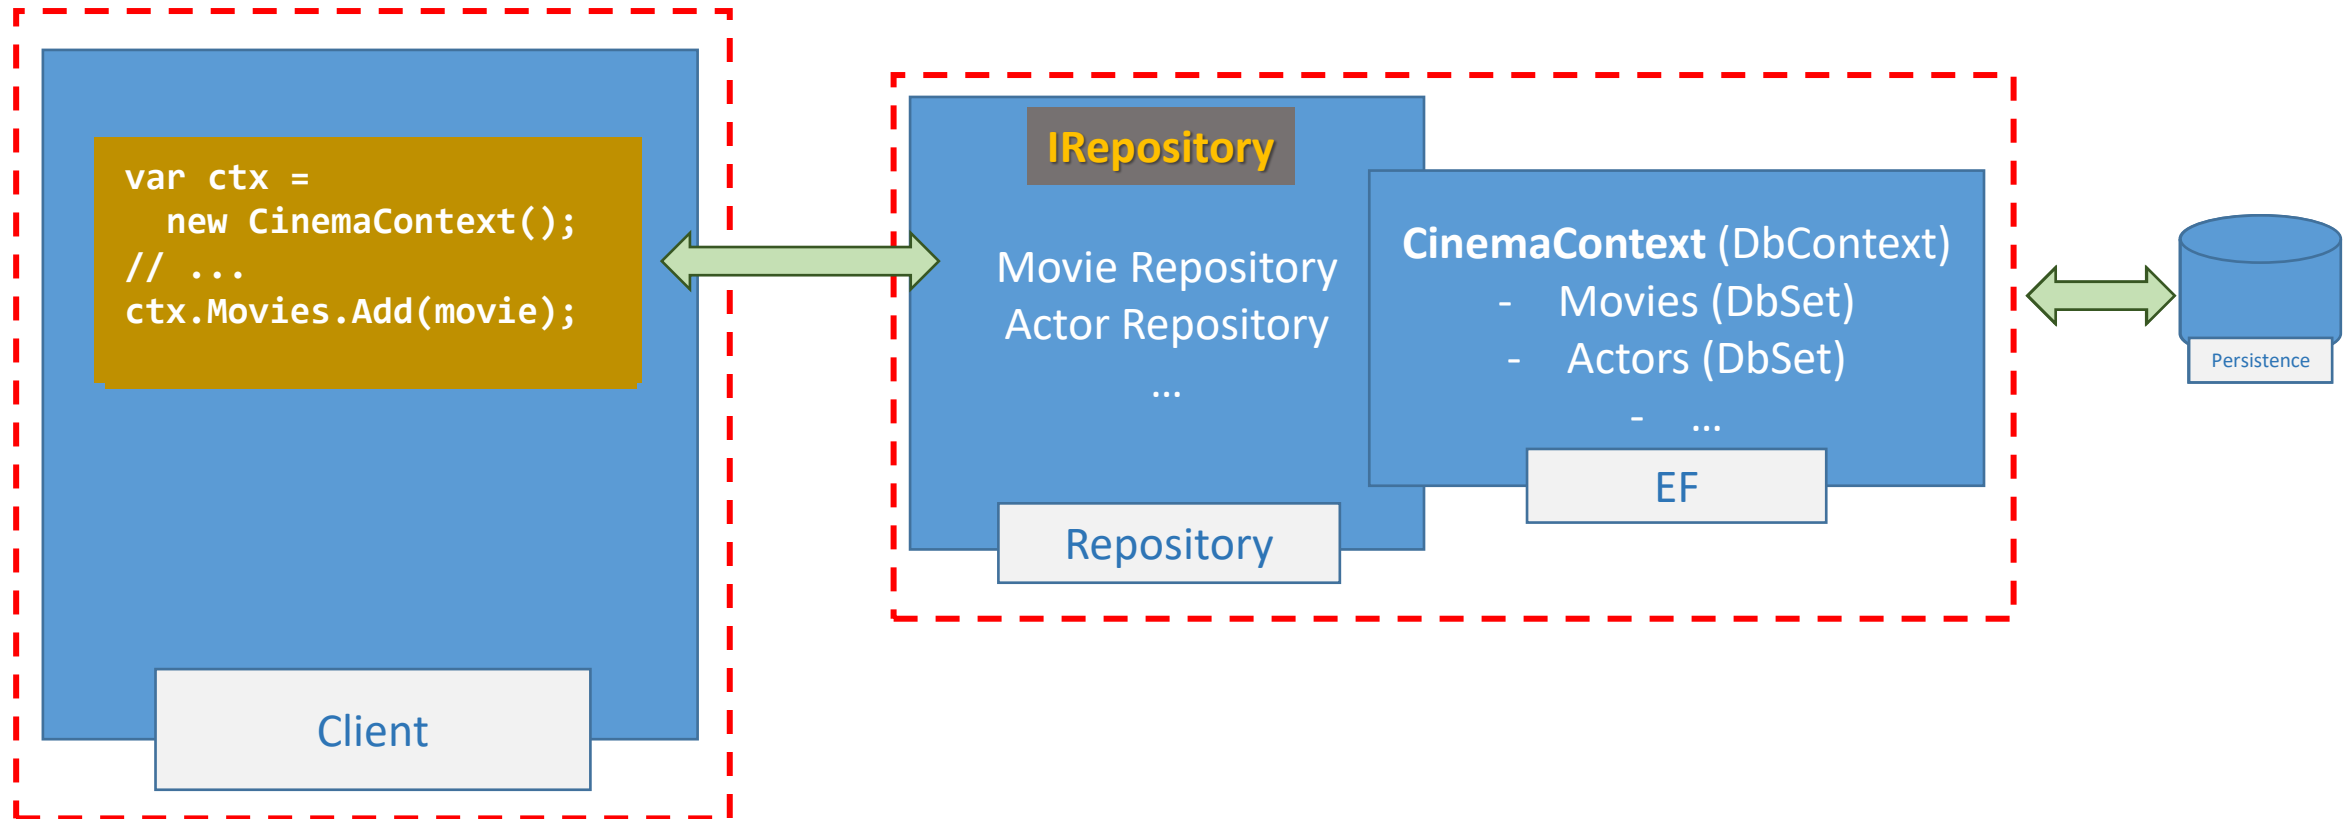 var ctx =
new CinemaContext();
// ...
ctx.Movies.Add(movie);
Client
IRepository
Movie Repository
Actor Repository
...
Repository
CinemaContext (DbContext)
- Movies (DbSet)
- Actors (DbSet)
- ...
EF
Persistence